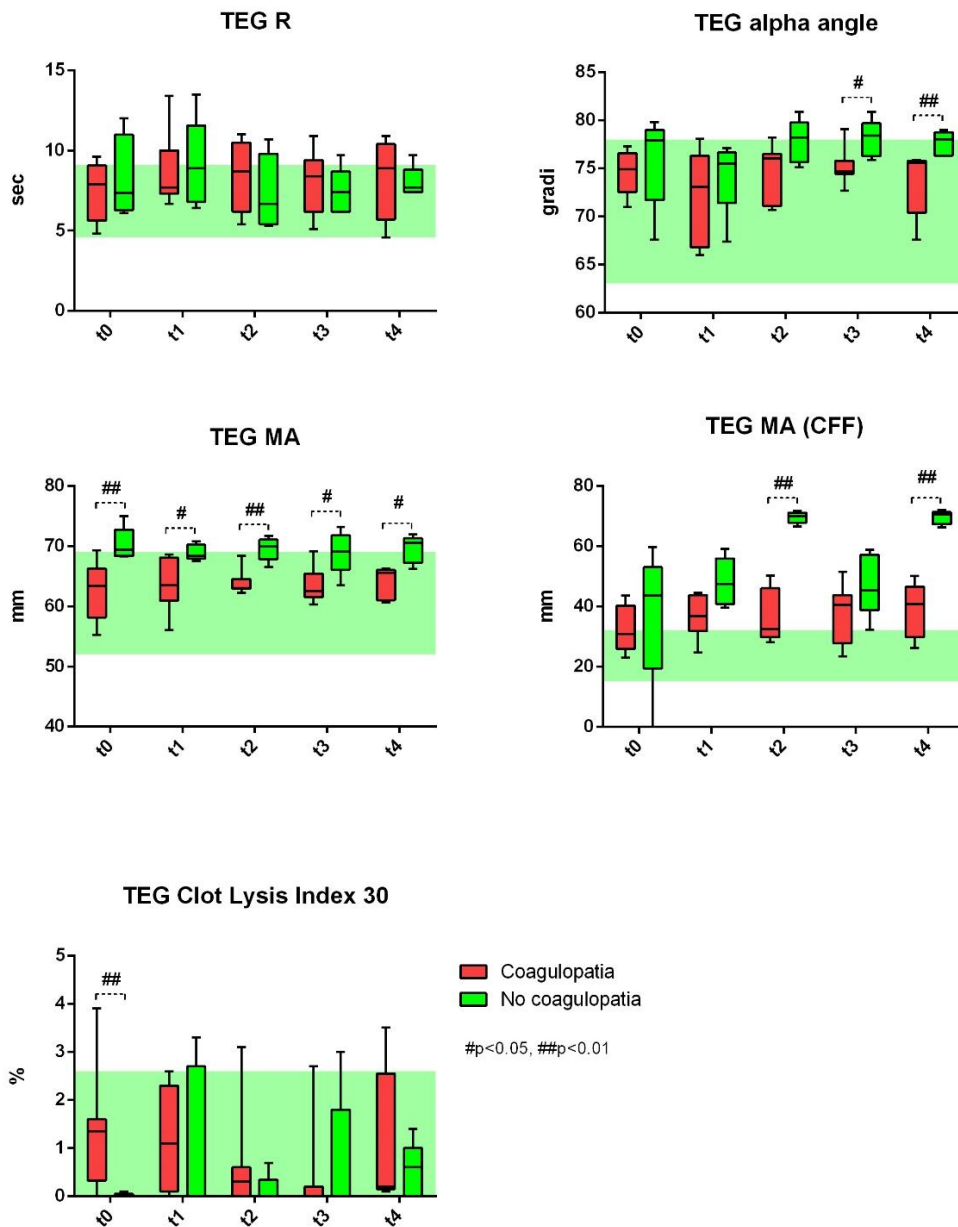 TEG R
sec
15
10
5
0
t0 t1 t2 t3 t4
TEG alpha angle
gradi
85
80
75
70
65
60
#
##
t0 t1 t2 t3 t4
TEG MA
mm
80
70
60
50
40
##
#
##
#
#
t0 t1 t2 t3 t4
TEG MA (CFF)
mm
80
60
40
20
0
##
##
t0 t1 t2 t3 t4
TEG Clot Lysis Index 30
%
5
4
3
2
1
0
##
t0 t1 t2 t3 t4
Coagulopatia
No coagulopatia
#p<0.05, ##p<0.01